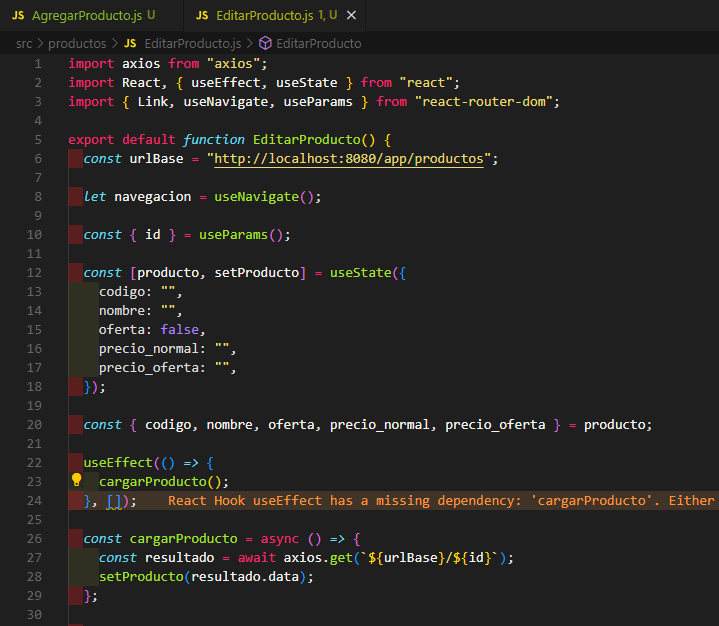 JS AgregarProducto.js U JS EditarProducto.js 1, U ×
src > productos > JS EditarProducto.js > EditarProducto
1 import axios from "axios";
2 import React, { useEffect, useState } from "react";
3 import { Link, useNavigate, useParams } from "react-router-dom";
4
5 export default function EditarProducto() {
6 const urlBase = "http://localhost:8080/app/productos";
7
8 let navegacion = useNavigate();
9
10 const { id } = useParams();
11
12 const [producto, setProducto] = useState({
13 codigo: "",
14 nombre: "",
15 oferta: false,
16 precio_normal: "",
17 precio_oferta: "",
18 });
19
20 const { codigo, nombre, oferta, precio_normal, precio_oferta } = producto;
21
22 useEffect(() => {
23 cargarProducto();
24 }, []); React Hook useEffect has a missing dependency: 'cargarProducto'. Either
25
26 const cargarProducto = async () => {
27 const resultado = await axios.get(`${urlBase}/${id}`);
28 setProducto(resultado.data);
29 };
30